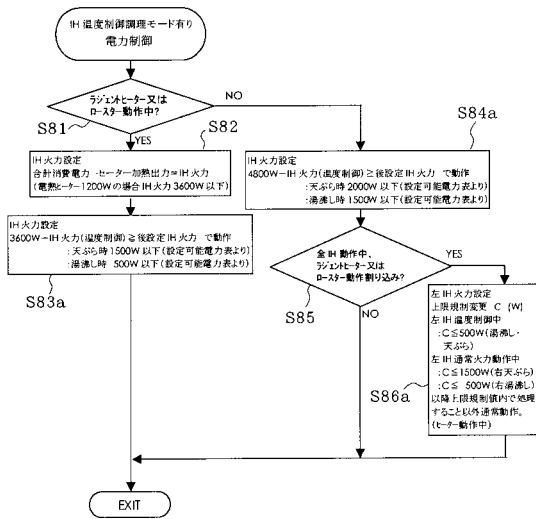 IH 温度制御調理モード有り
電力制御
ラジェントヒーター又は
ロースター動作中?
NO
S81
YES
S82
IH 火力設定
合計消費電力-ヒーター加熱出力=IH火力
(電熱ヒーター1200Wの場合 IH火力 3600W 以下)
S84a
IH 火力設定
4800W-IH 火力(温度制御)≧後設定 IH 火力 で動作
:天ぷら時 2000W 以下(設定可能電力表より)
:湯沸し時 1500W 以下(設定可能電力表より)
IH 火力設定
3600W-IH 火力(温度制御)≧後設定 IH 火力 で動作
:天ぷら時1500W 以下(設定可能電力表より)
:湯沸し時 500W 以下(設定可能電力表より)
S83a
全 IH 動作中、
ラジェントヒーター又は
ロースター動作割り込み?
YES
S85
NO
左 IH 火力設定
上限規制変更 C (W)
左 IH 温度制御中
:C≦500W(湯沸し・
天ぷら)
左 IH 通常火力動作中
:C≦1500W(右天ぷら)
:C≦ 500W(右湯沸し)
以降上限規制値内で処理
すること以外通常動作。
(ヒーター動作中)
S86a
EXIT